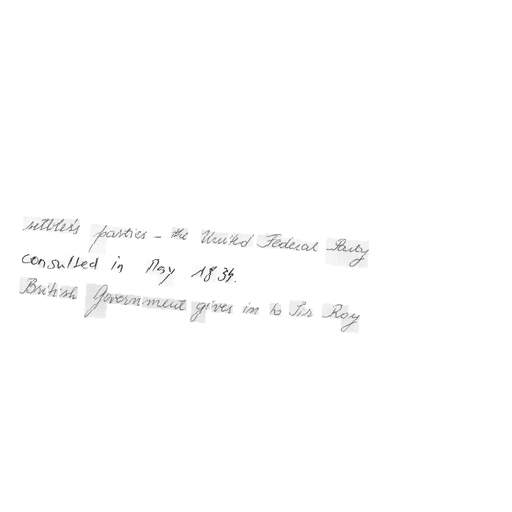 settler's parties - the United Federal Party
consulted in May 1834.
British Government gives in to Sir Roy